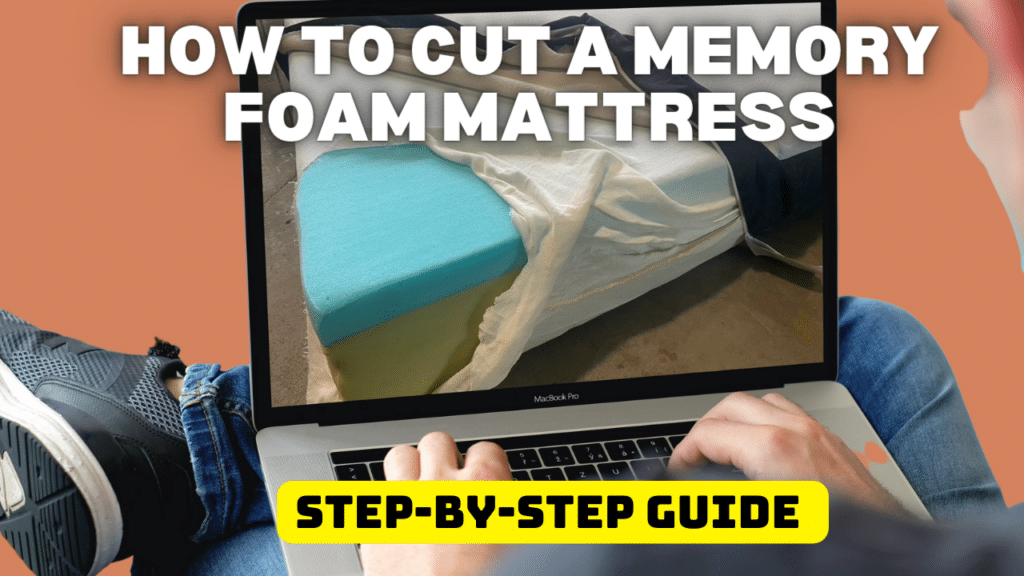 HOW TO CUT A MEMORY
FOAM MATTRESS
MacBook Pro
STEP-BY-STEP GUIDE